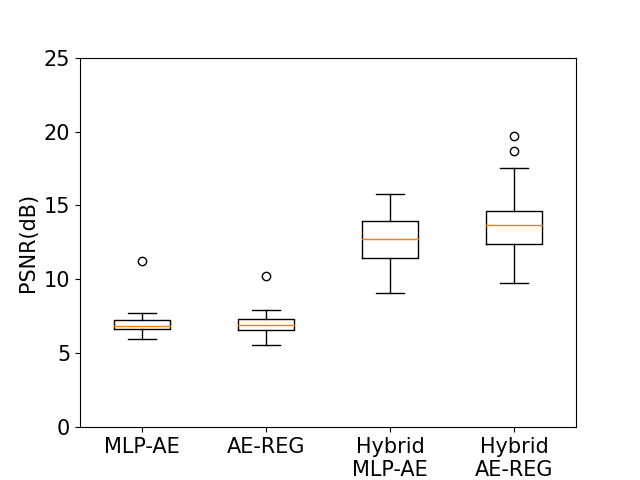 25
20
15
10
5
0
PSNR(dB)
MLP-AE
AE-REG
Hybrid
MLP-AE
Hybrid
AE-REG